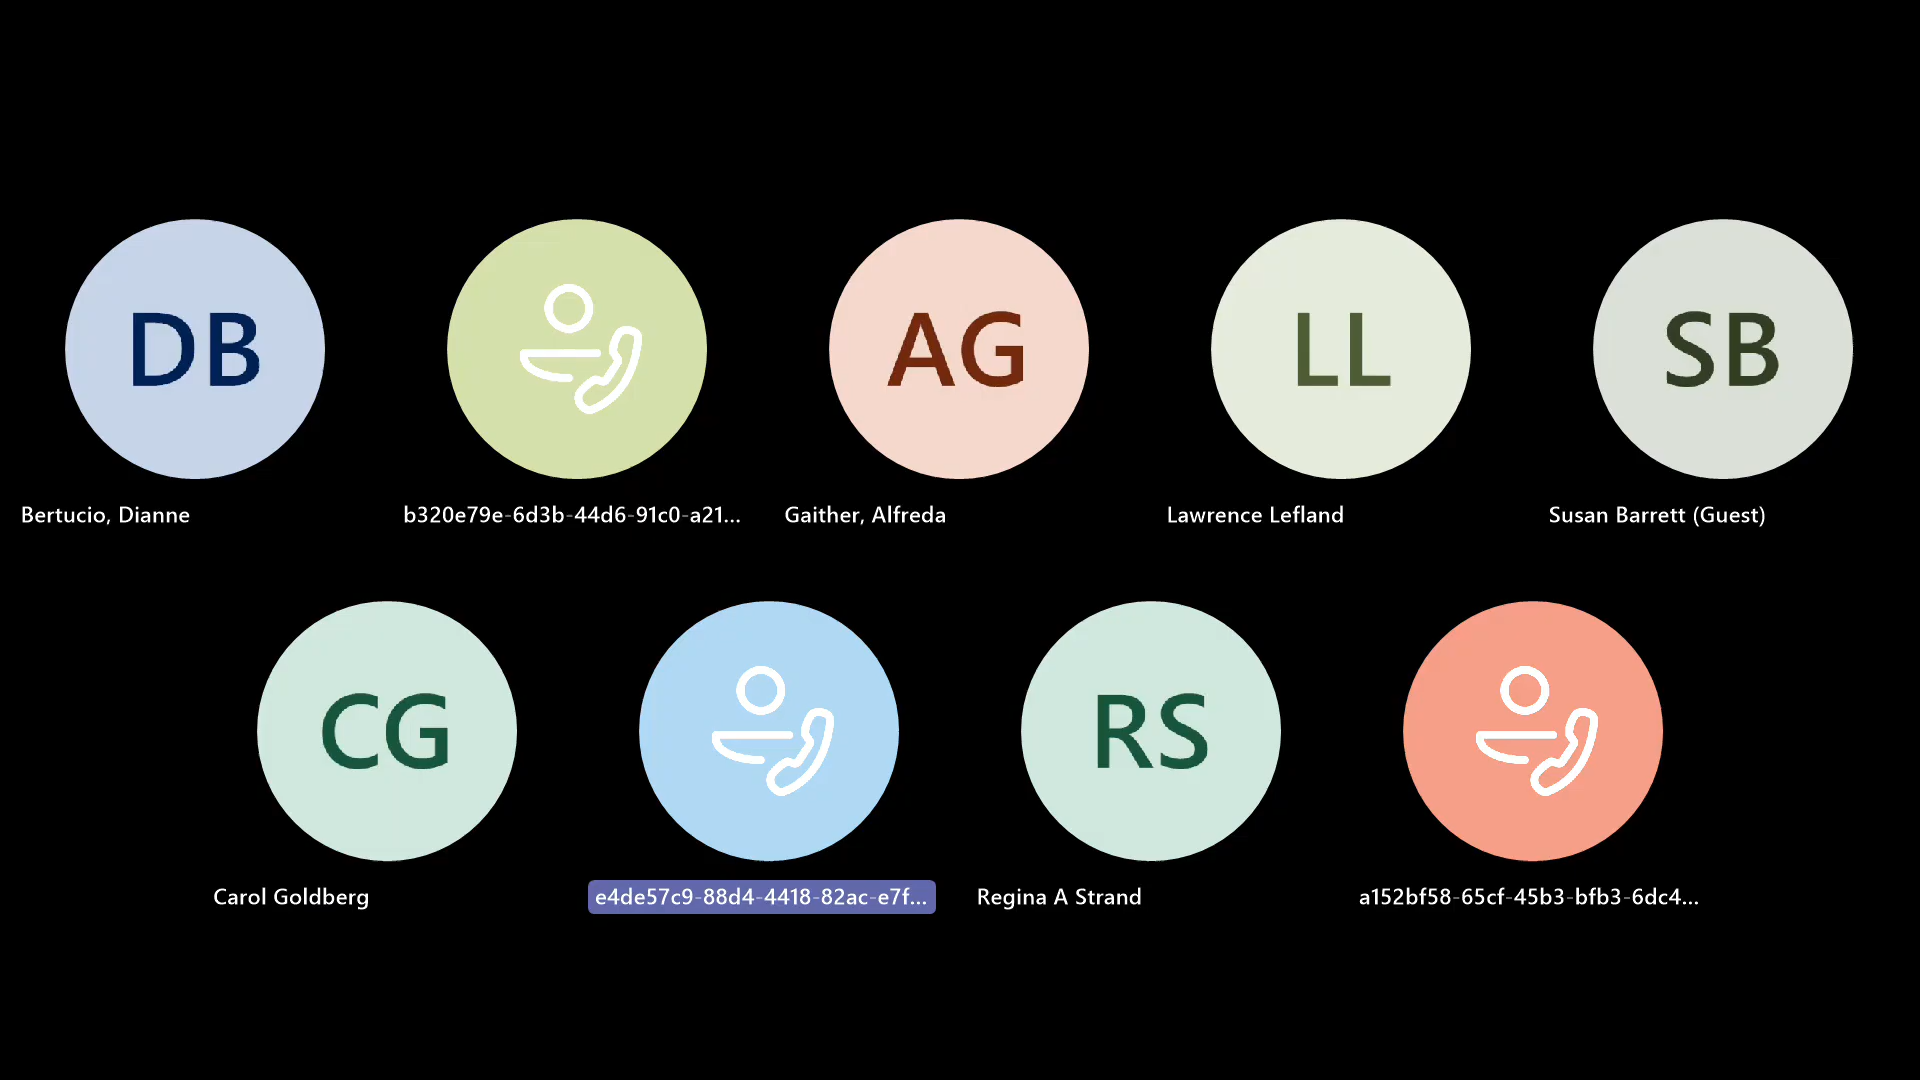 DB
AG
LL
SB
Bertucio, Dianne
b320e79e-6d3b-44d6-91c0-a21...
Gaither, Alfreda
Lawrence Lefland
Susan Barrett (Guest)
CG
RS
Carol Goldberg
e4de57c9-88d4-4418-82ac-e7f...
Regina A Strand
a152bf58-65cf-45b3-bfb3-6dc4...